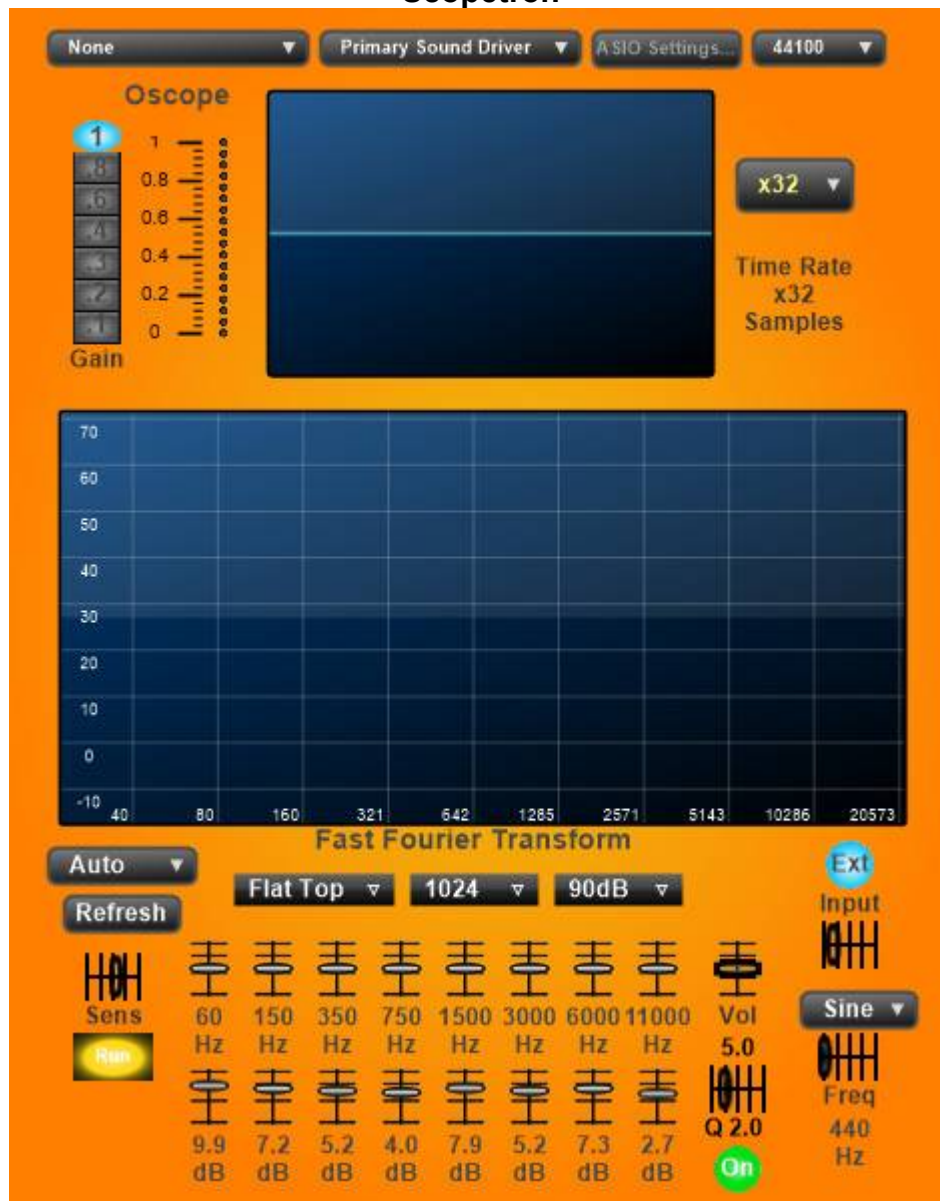 None Primary Sound Driver ASIO Settings... 44100
Oscope
1
.8
.6
.4
.3
.2
.1
1
0.8
0.6
0.4
0.2
0
Gain
x32
Time Rate
x32
Samples
70
60
50
40
30
20
10
0
-10
40 80 160 321 642 1285 2571 5143 10286 20573
Fast Fourier Transform
Auto
Flat Top 1024 90dB
Ext
Input
Refresh
Sens
Run
60 150 350 750 1500 3000 6000 11000 Vol
Hz Hz Hz Hz Hz Hz Hz Hz 5.0
Sine
Freq
440
Hz
Q 2.0
9.9 7.2 5.2 4.0 7.9 5.2 7.3 2.7
dB dB dB dB dB dB dB dB
On